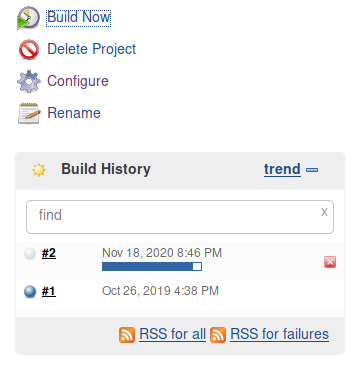 Build Now
Delete Project
Configure
Rename
Build History trend
find x
#2 Nov 18, 2020 8:46 PM
#1 Oct 26, 2019 4:38 PM
RSS for all RSS for failures